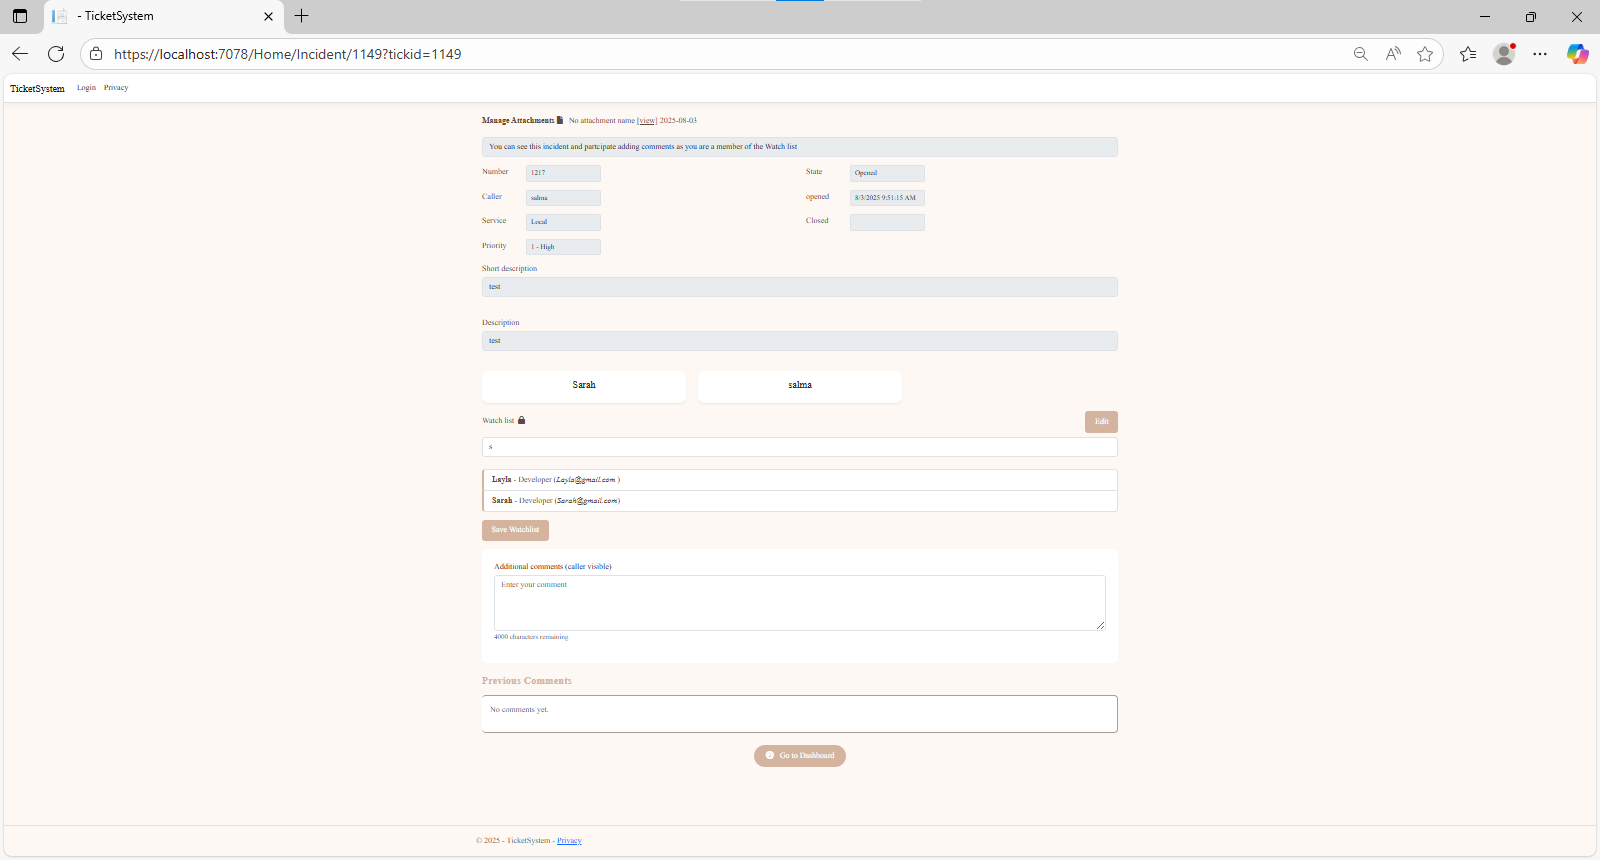 - TicketSystem
https://localhost:7078/Home/Incident/1149?tickid=1149
TicketSystem Login Privacy
Manage Attachments No attachment name [view] 2025-08-03
You can see this incident and partcipate adding comments as you are a member of the Watch list
Number 1217 State Opened
Caller salma opened 8/3/2025 9:51:15 AM
Service Local Closed
Priority 1 - High
Short description
test
Description
test
Sarah salma
Watch list Edit
s
Layla - Developer (Layla@gmail.com )
Sarah - Developer (Sarah@gmail.com)
Save Watchlist
Additional comments (caller visible)
Enter your comment
4000 characters remaining
Previous Comments
No comments yet.
Go to Dashboard
© 2025 - TicketSystem - Privacy